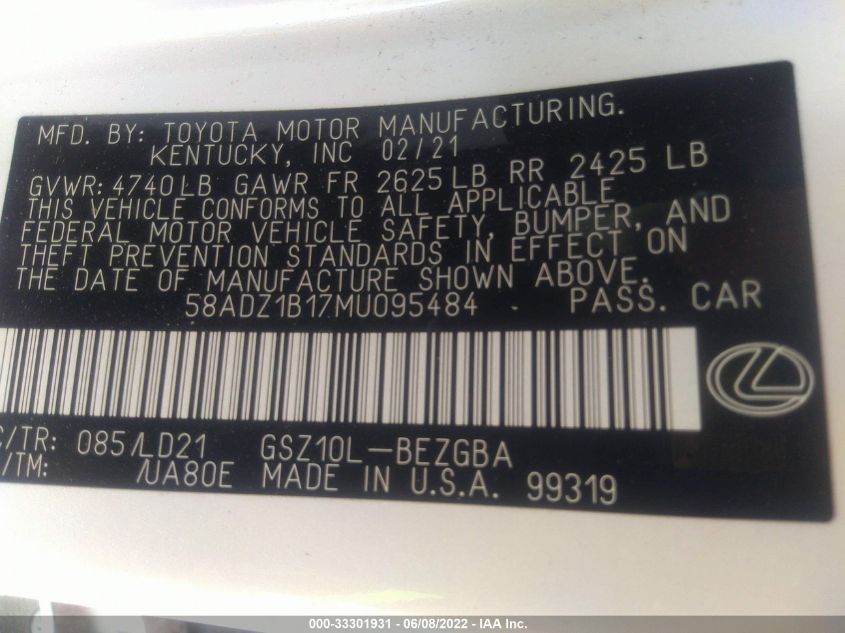 MFD. BY: TOYOTA MOTOR MANUFACTURING.
KENTUCKY, INC 02/21
GVWR: 4740LB GAWR FR 2625LB RR 2425 LB
THIS VEHICLE CONFORMS TO ALL APPLICABLE
FEDERAL MOTOR VEHICLE SAFETY, BUMPER, AND
THEFT PREVENTION STANDARDS IN EFFECT ON
THE DATE OF MANUFACTURE SHOWN ABOVE.
58ADZ1B17MU095484 PASS. CAR
C/TR: 085/LD21 GSZ10L-BEZGBA
/TM: /UA80E MADE IN U.S.A. 99319
000-33301931 - 06/08/2022 - IAA Inc.